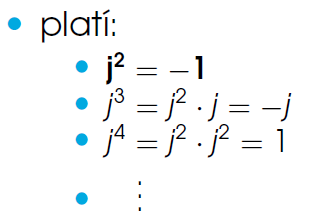 • platí:
• j² = −1
• j³ = j² · j = −j
• j⁴ = j² · j² = 1
• ⋮